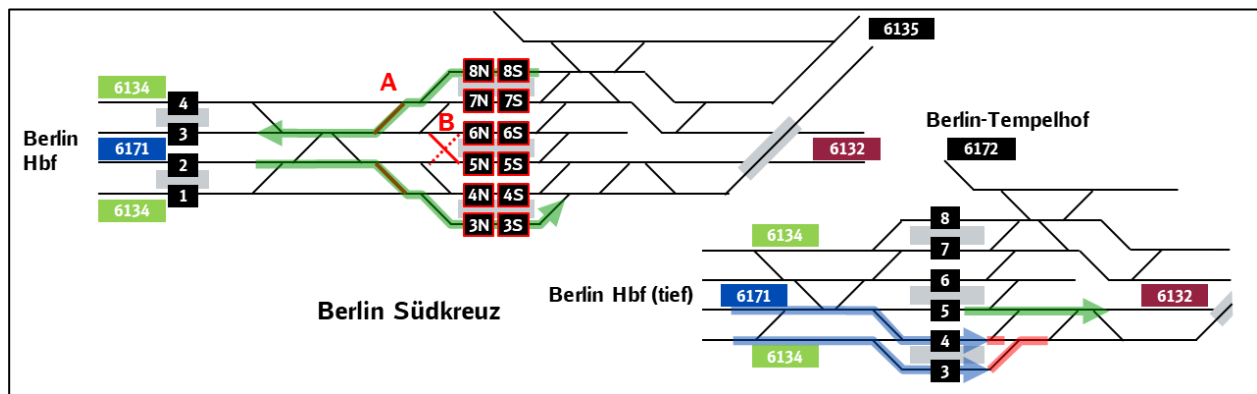 6135
A
8N 8S
6134
7N 7S
4
B
6N 6S
3
Berlin
Hbf
6171
5N 5S
2
6132
4N 4S
1
6134
3N 3S
Berlin-Tempelhof
6172
8
6134
7
6
Berlin Südkreuz
Berlin Hbf (tief)
6171
5
6132
4
6134
3